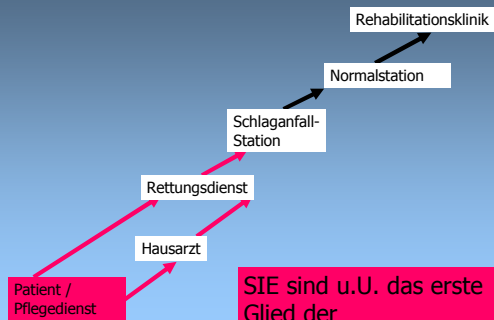 Rehabilitationsklinik
Normalstation
Schlaganfall-
Station
Rettungsdienst
Hausarzt
Patient /
Pflegedienst
SIE sind u.U. das erste
Glied der